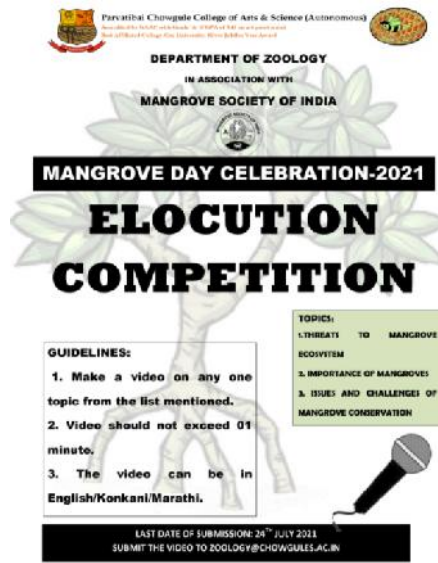 Parvatibai Chowgule College of Arts & Science (Autonomous)
DEPARTMENT OF ZOOLOGY
IN ASSOCIATION WITH
MANGROVE SOCIETY OF INDIA
MANGROVE DAY CELEBRATION-2021
ELOCUTION
COMPETITION
TOPICS:
1.THREATS TO MANGROVE
ECOSYSTEM
2. IMPORTANCE OF MANGROVES
3. ISSUES AND CHALLENGES OF
MANGROVE CONSERVATION
GUIDELINES:
1. Make a video on any one
topic from the list mentioned.
2. Video should not exceed 01
minute.
3. The video can be in
English/Konkani/Marathi.
LAST DATE OF SUBMISSION: 24TH JULY 2021
SUBMIT THE VIDEO TO ZOOLOGY@CHOWGULES.AC.IN